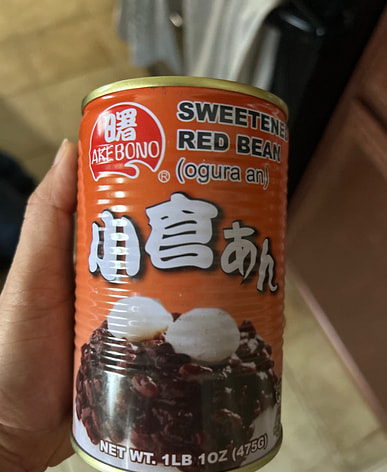 曙
AKEBONO
®
SWEETENE
RED BEAN
(ogura an)
小倉あん
NET WT. 1LB 1OZ (475G)